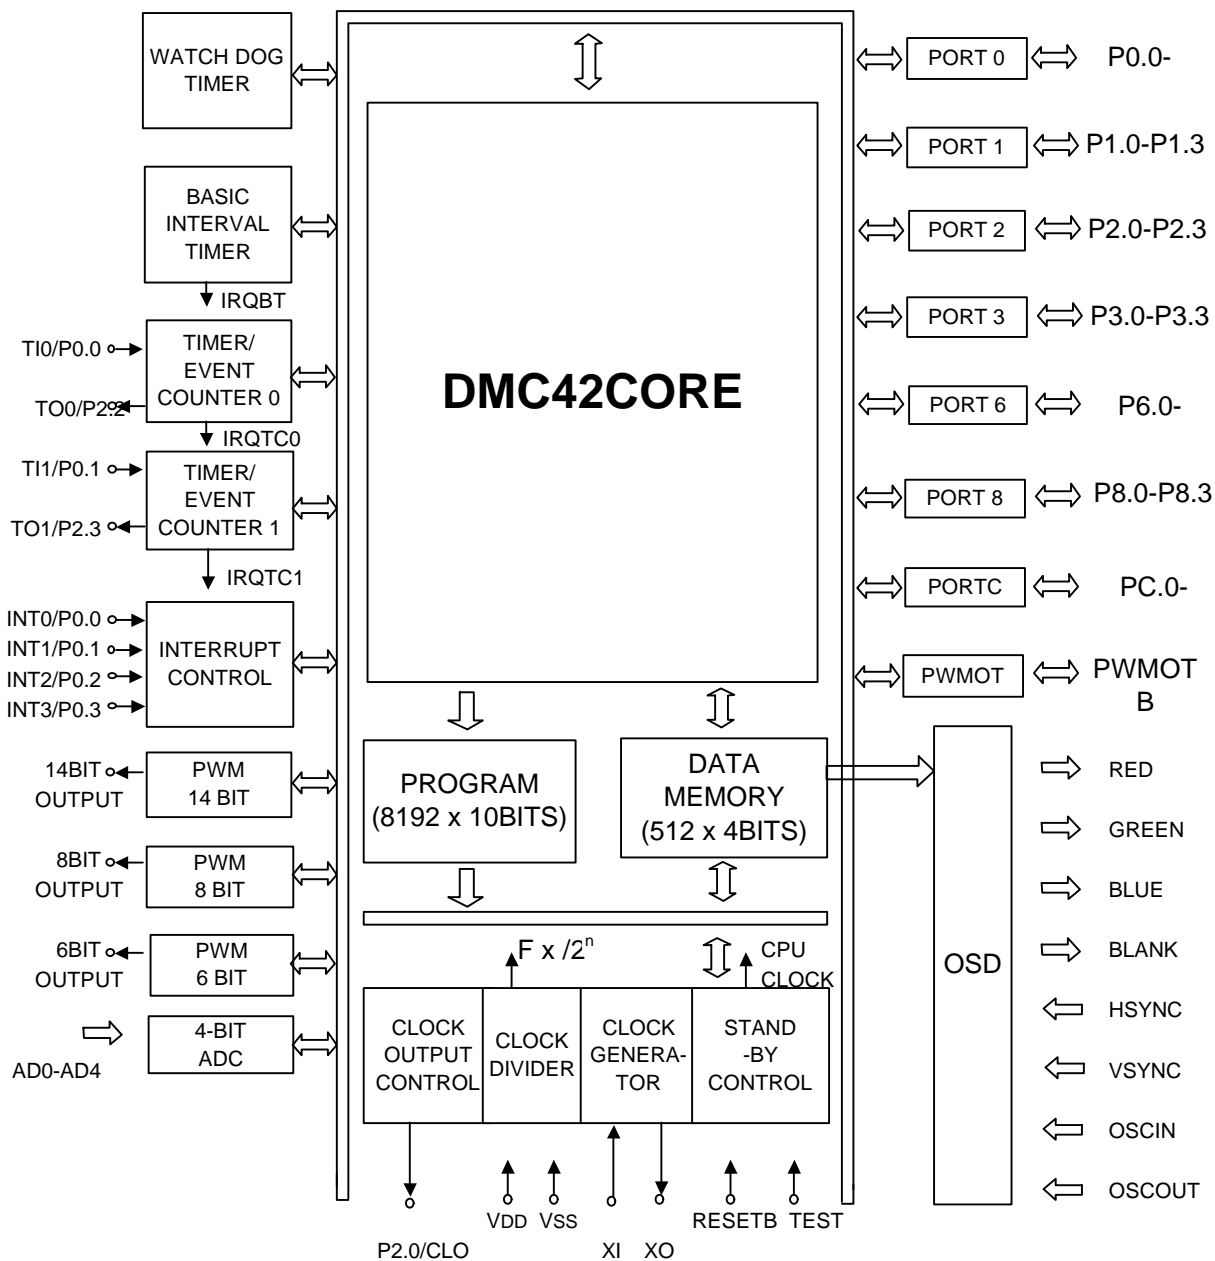 WATCH DOG
TIMER
BASIC
INTERVAL
TIMER
IRQBT
TI0/P0.0
TO0/P2.2
TIMER/
EVENT
COUNTER 0
IRQTC0
TI1/P0.1
TO1/P2.3
TIMER/
EVENT
COUNTER 1
IRQTC1
INT0/P0.0
INT1/P0.1
INT2/P0.2
INT3/P0.3
INTERRUPT
CONTROL
14BIT
OUTPUT
PWM
14 BIT
8BIT
OUTPUT
PWM
8 BIT
6BIT
OUTPUT
PWM
6 BIT
AD0-AD4
4-BIT
ADC
DMC42CORE
PROGRAM
(8192 x 10BITS)
DATA
MEMORY
(512 x 4BITS)
F x /2ⁿ
CPU
CLOCK
CLOCK
OUTPUT
CONTROL
CLOCK
DIVIDER
CLOCK
GENERA-
TOR
STAND
-BY
CONTROL
P2.0/CLO
VDD
VSS
XI
XO
RESETB
TEST
PORT 0
P0.0-
PORT 1
P1.0-P1.3
PORT 2
P2.0-P2.3
PORT 3
P3.0-P3.3
PORT 6
P6.0-
PORT 8
P8.0-P8.3
PORTC
PC.0-
PWMOT
PWMOT
B
OSD
RED
GREEN
BLUE
BLANK
HSYNC
VSYNC
OSCIN
OSCOUT